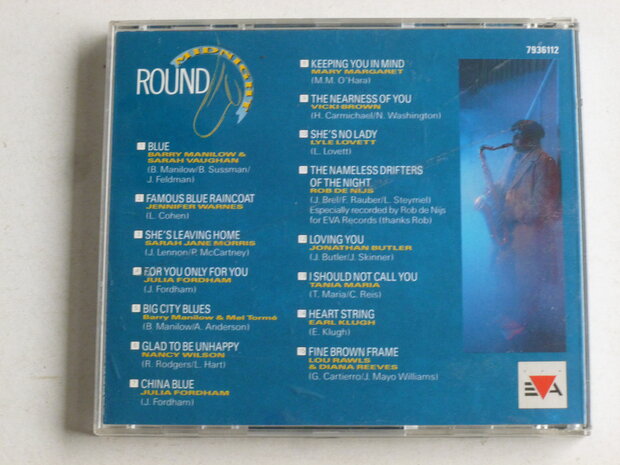 ROUND
MIDNIGHT
BLUE
BARRY MANILOW &
SARAH VAUGHAN
(B. Manilow/B. Sussman/
J. Feldman)
FAMOUS BLUE RAINCOAT
JENNIFER WARNES
(L. Cohen)
SHE'S LEAVING HOME
SARAH JANE MORRIS
(J. Lennon/P. McCartney)
FOR YOU ONLY FOR YOU
JULIA FORDHAM
(J. Fordham)
BIG CITY BLUES
Barry Manilow & Mel Tormé
(B. Manilow/A. Anderson)
GLAD TO BE UNHAPPY
NANCY WILSON
(R. Rodgers/L. Hart)
CHINA BLUE
JULIA FORDHAM
(J. Fordham)
KEEPING YOU IN MIND
MARY MARGARET
(M.M. O'Hara)
THE NEARNESS OF YOU
VICKI BROWN
(H. Carmichael/N. Washington)
SHE'S NO LADY
LYLE LOVETT
(L. Lovett)
THE NAMELESS DRIFTERS
OF THE NIGHT
ROB DE NIJS
(J. Brel/F. Rauber/L. Steymel)
Especially recorded by Rob de Nijs
for EVA Records (thanks Rob)
LOVING YOU
JONATHAN BUTLER
(J. Butler/J. Skinner)
I SHOULD NOT CALL YOU
TANIA MARIA
(T. Maria/C. Reis)
HEART STRING
EARL KLUGH
(E. Klugh)
FINE BROWN FRAME
LOU RAWLS
& DIANA REEVES
(G. Cartierro/J. Mayo Williams)
7936112
EVA